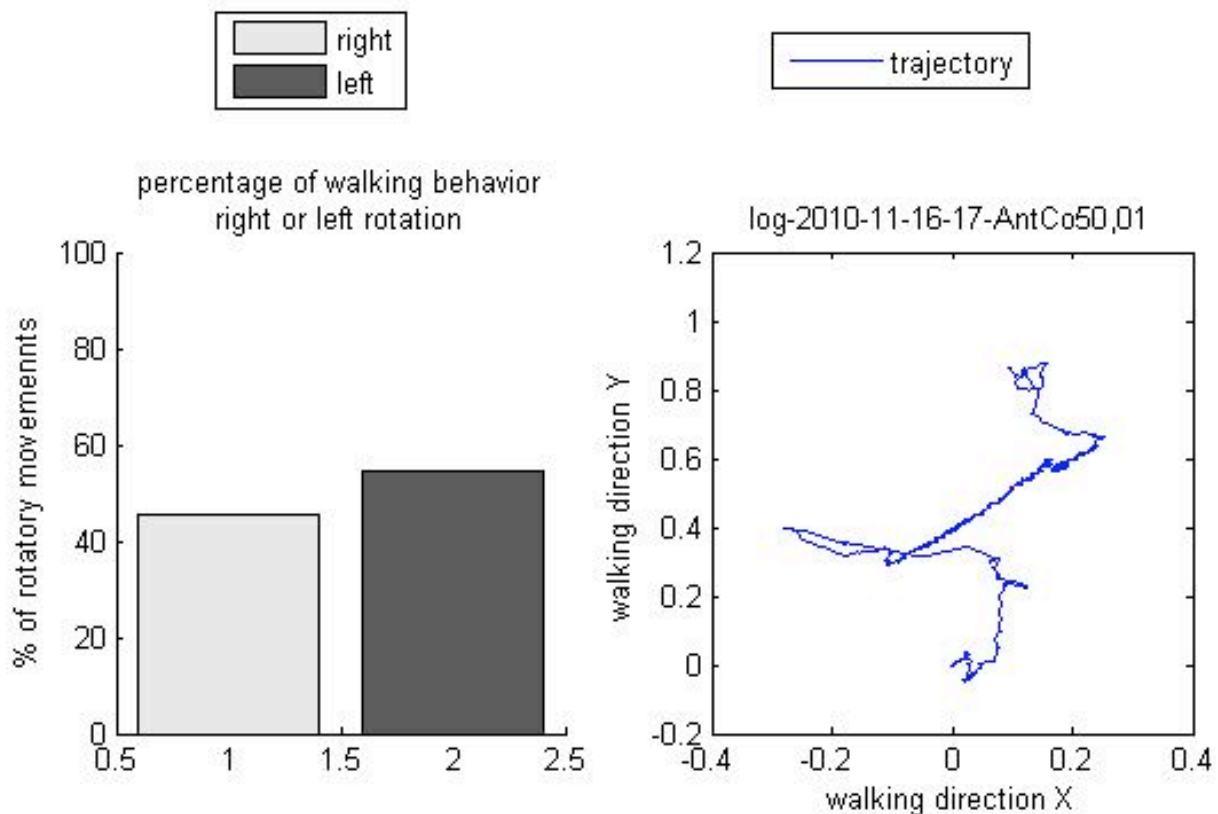 right
left
trajectory
percentage of walking behavior
right or left rotation
log-2010-11-16-17-AntCo50,01
% of rotatory movemennts
100
80
60
40
20
0
0.5
1
1.5
2
2.5
walking direction Y
1.2
1
0.8
0.6
0.4
0.2
0
-0.2
-0.4
-0.2
0
0.2
0.4
walking direction X